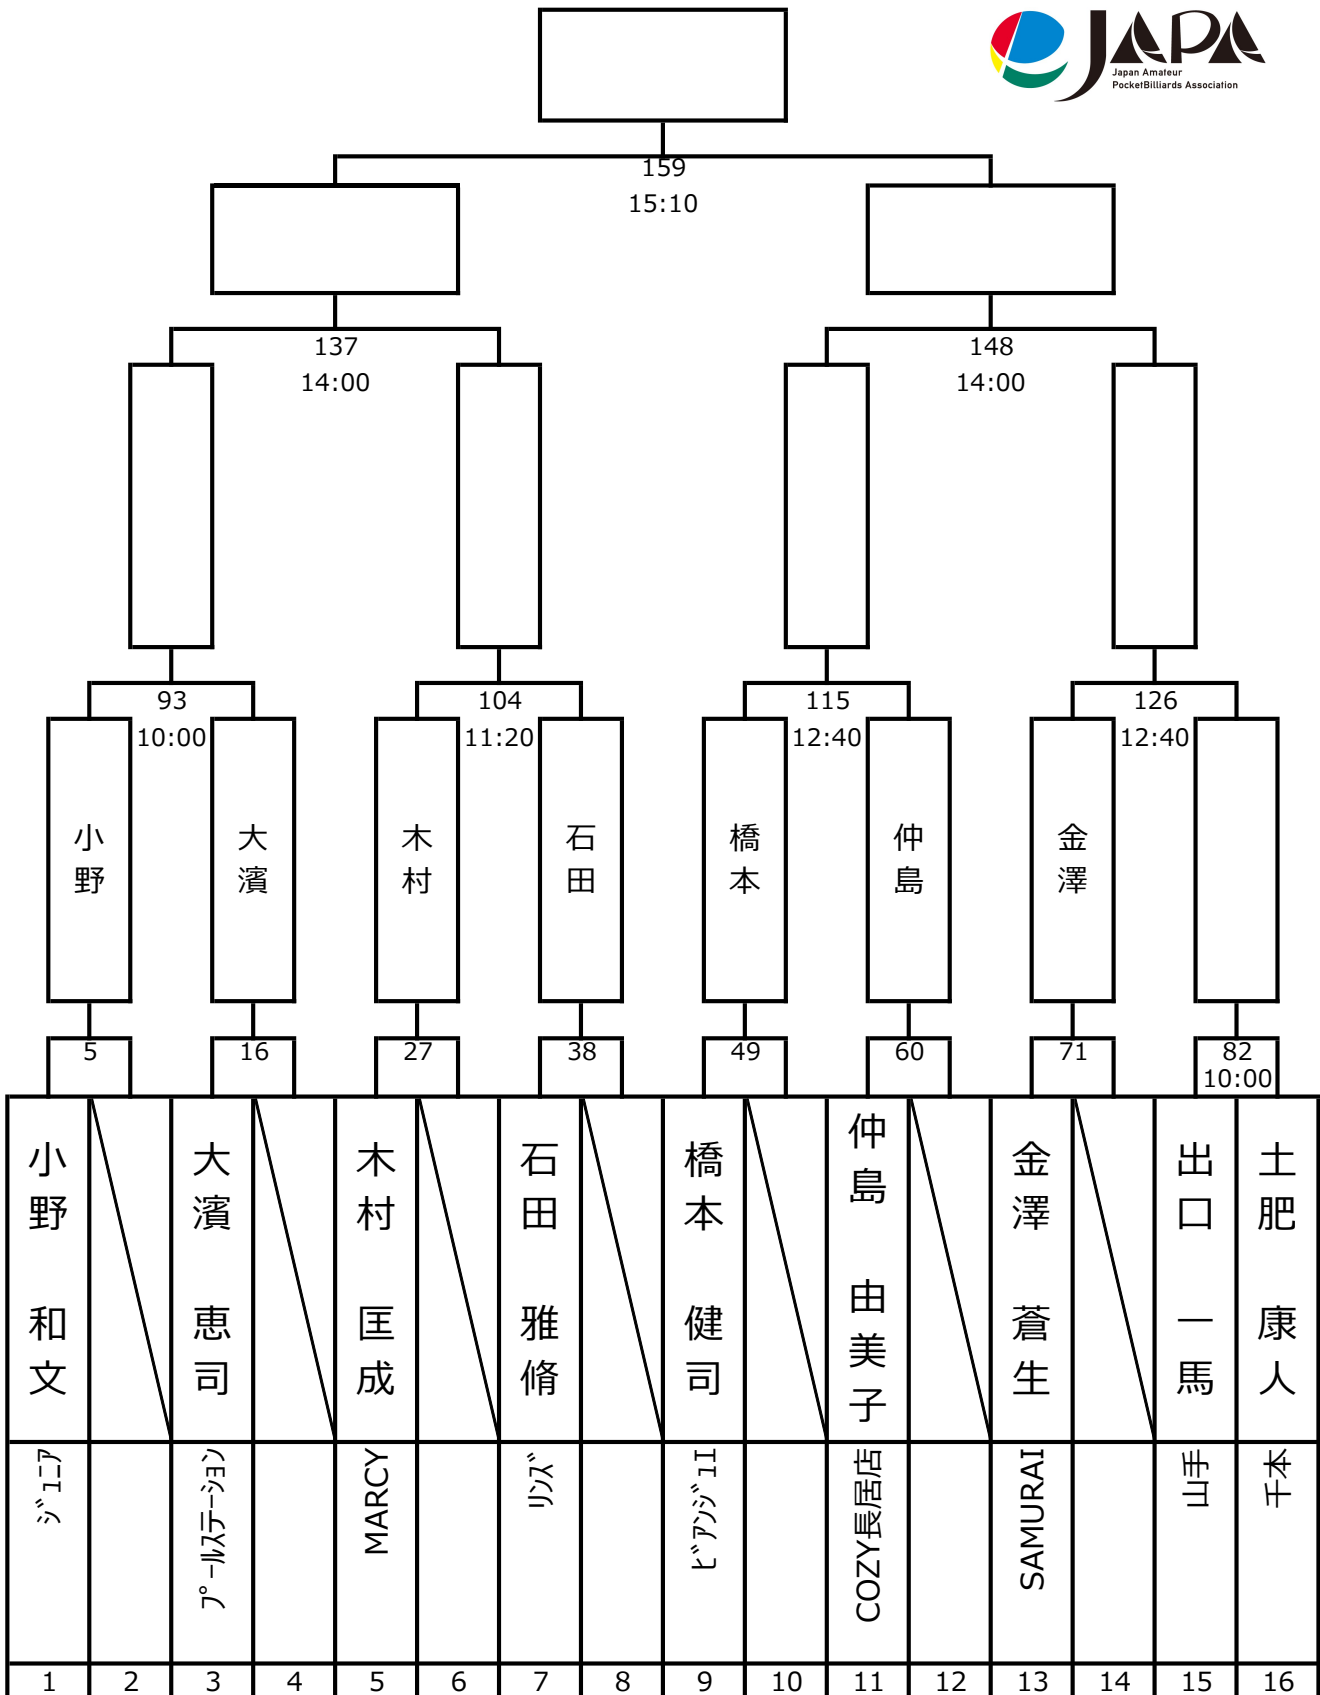 JAPA
Japan Amateur
PocketBilliards Association
159
15:10
137
14:00
148
14:00
93
10:00
104
11:20
115
12:40
126
12:40
小野
大濱
木村
石田
橋本
仲島
金澤
5
16
27
38
49
60
71
82
10:00
小野 和文
大濱 恵司
木村 匡成
石田 雅脩
橋本 健司
仲島 由美子
金澤 蒼生
出口 一馬
土肥 康人
ｼﾞｭﾆｱ
ﾌﾟｰﾙｽﾃｰｼｮﾝ
MARCY
ﾘﾝｽﾞ
ﾋﾞｱﾝｼﾞｭｴ
COZY長居店
SAMURAI
山手
千本
1 2 3 4 5 6 7 8 9 10 11 12 13 14 15 16